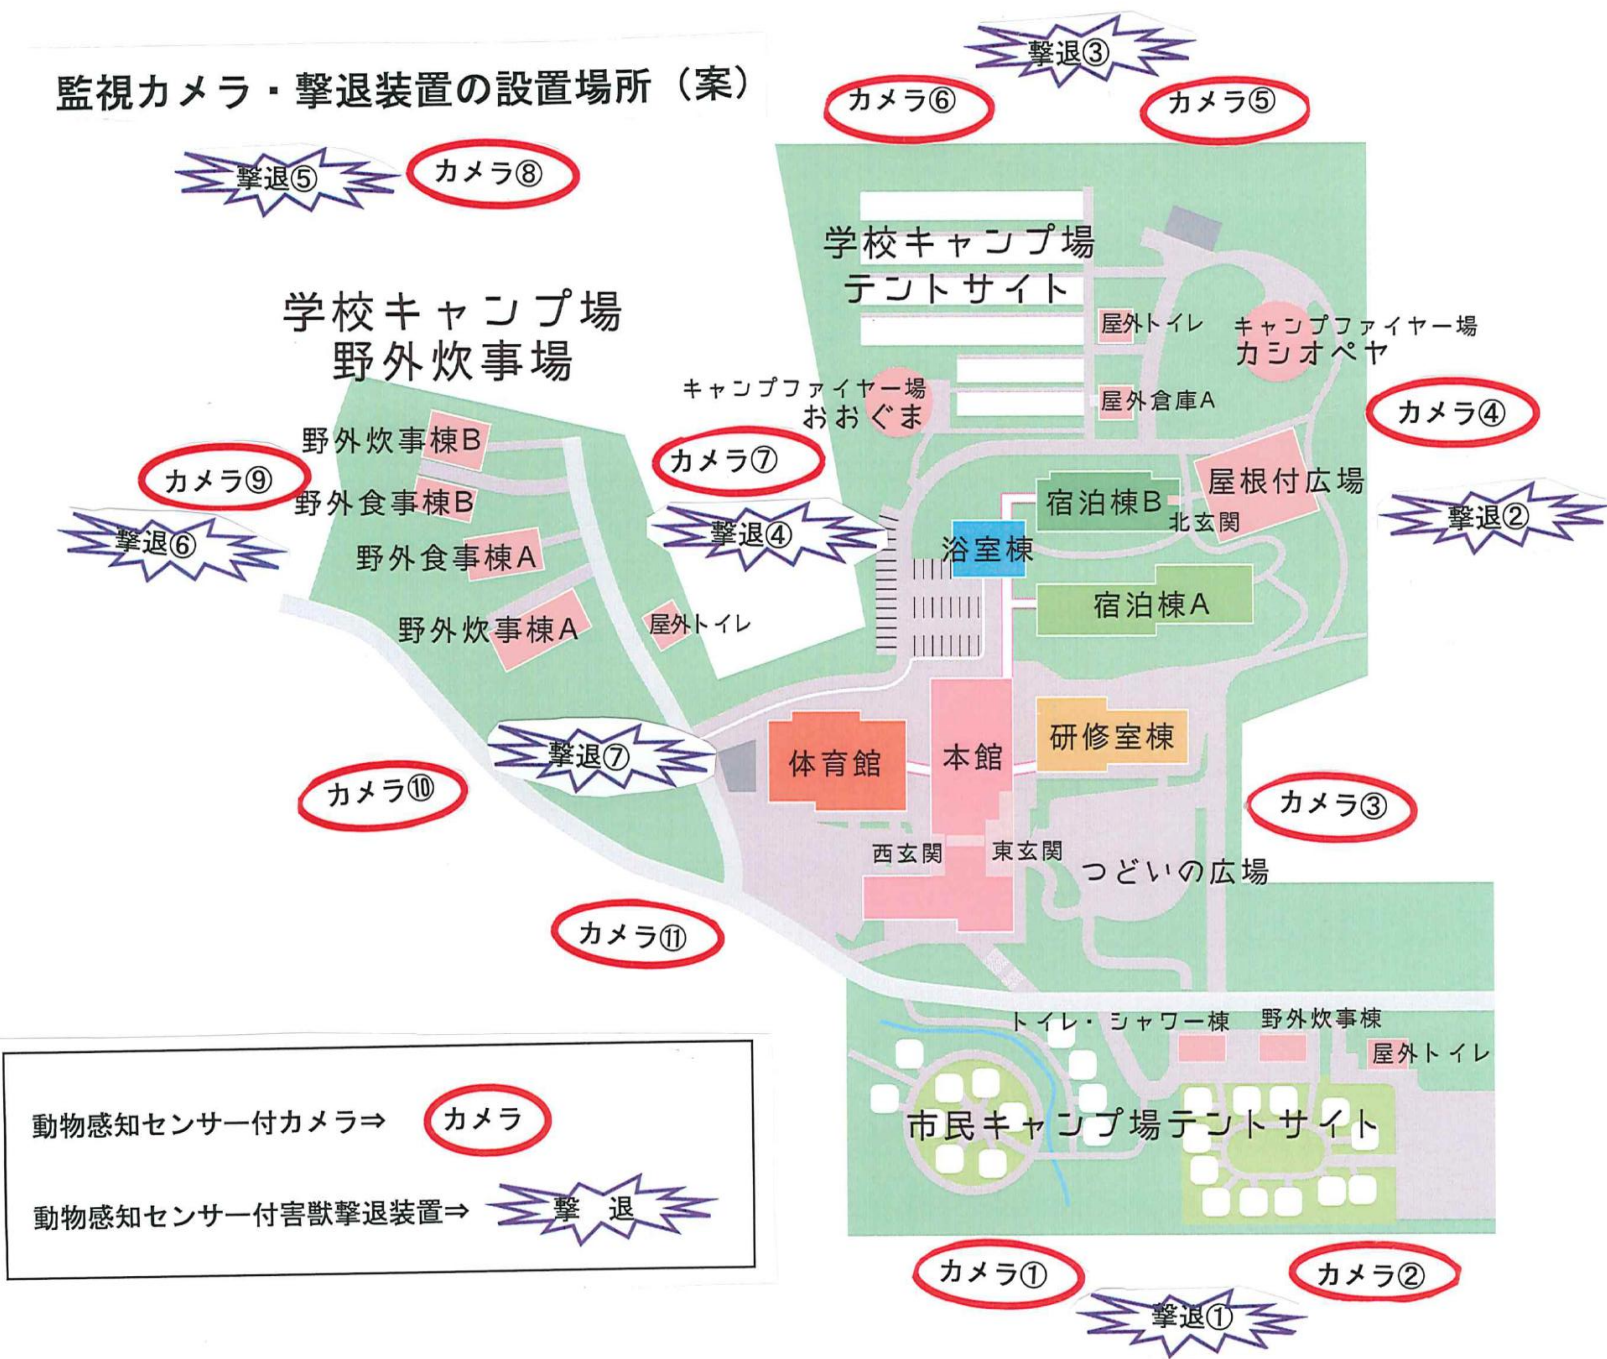 監視カメラ・撃退装置の設置場所（案）
撃退③
カメラ⑥
カメラ⑤
撃退⑤
カメラ⑧
学校キャンプ場
テントサイト
学校キャンプ場
野外炊事場
屋外トイレ
キャンプファイヤー場
カシオペヤ
キャンプファイヤー場
おおぐま
屋外倉庫A
カメラ④
野外炊事棟B
カメラ⑦
カメラ⑨
野外食事棟B
宿泊棟B
屋根付広場
北玄関
撃退②
撃退④
撃退⑥
浴室棟
野外食事棟A
宿泊棟A
野外炊事棟A
屋外トイレ
撃退⑦
体育館
本館
研修室棟
カメラ⑩
カメラ③
西玄関
東玄関
つどいの広場
カメラ⑪
トイレ・シャワー棟
野外炊事棟
屋外トイレ
市民キャンプ場テントサイト
動物感知センサー付カメラ⇒
カメラ
動物感知センサー付害獣撃退装置⇒
撃　退
カメラ①
カメラ②
撃退①